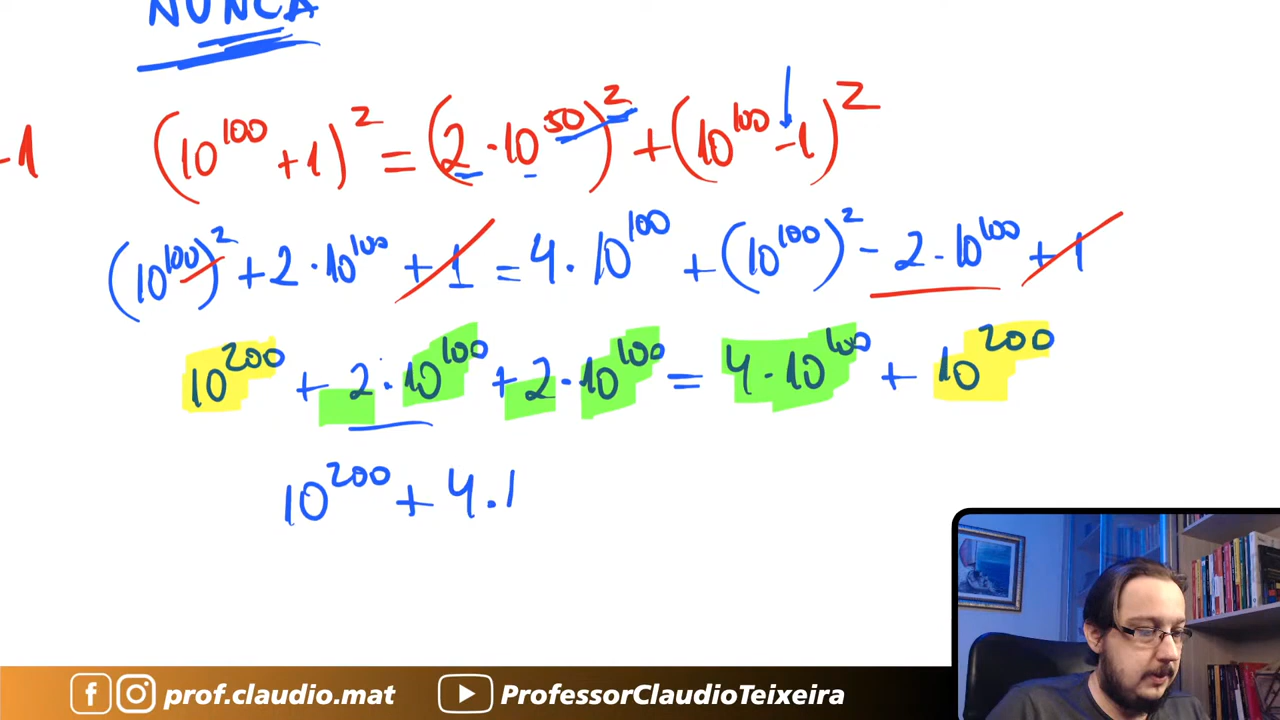 NUNCA
-1
(10^100 + 1)^2 = (2 · 10^50)^2 + (10^100 - 1)^2
(10^100)^2 + 2 · 10^100 + 1 = 4 · 10^100 + (10^100)^2 - 2 · 10^100 + 1
10^200 + 2 · 10^100 + 2 · 10^100 = 4 · 10^100 + 10^200
10^200 + 4 . 1
prof.claudio.mat
ProfessorClaudioTeixeira